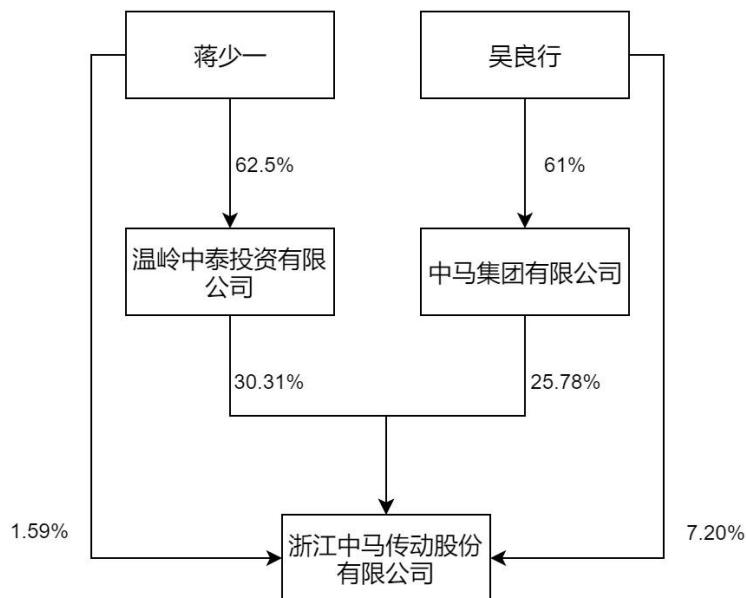 蒋少一
吴良行
62.5%
61%
温岭中泰投资有限
公司
中马集团有限公司
30.31%
25.78%
1.59%
浙江中马传动股份
有限公司
7.20%